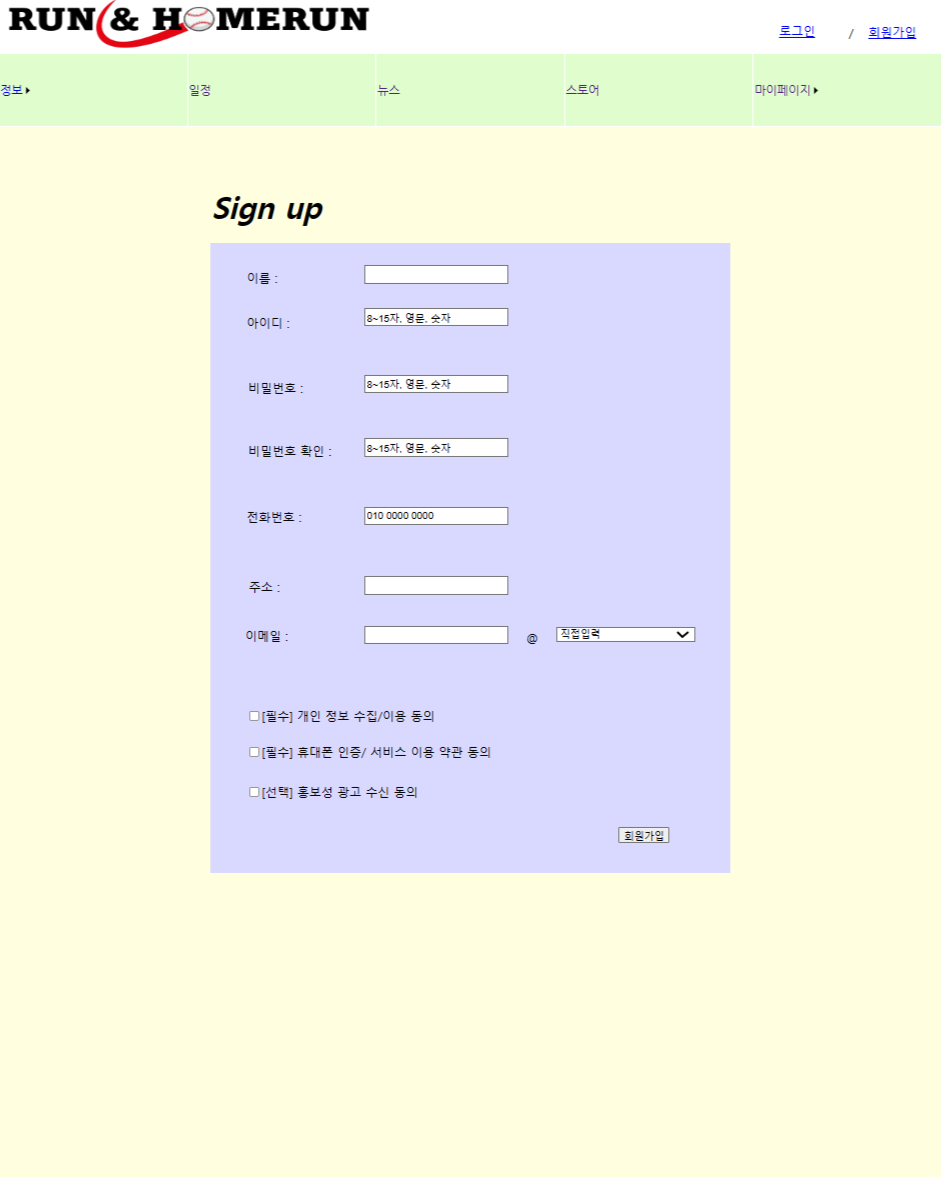 RUN & HOMERUN
로그인 / 회원가입
정보 일정 뉴스 스토어 마이페이지
Sign up
이름 :
아이디 : 8~15자, 영문, 숫자
비밀번호 : 8~15자, 영문, 숫자
비밀번호 확인 : 8~15자, 영문, 숫자
전화번호 : 010 0000 0000
주소 :
이메일 : @ 직접입력
[필수] 개인 정보 수집/이용 동의
[필수] 휴대폰 인증/ 서비스 이용 약관 동의
[선택] 홍보성 광고 수신 동의
회원가입